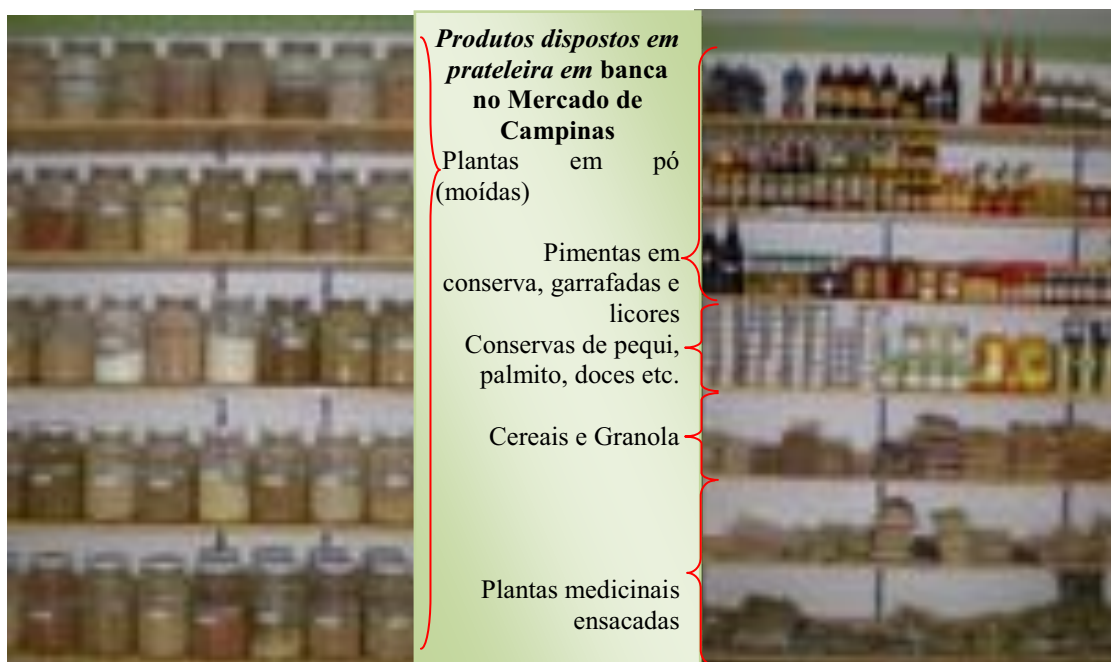 Produtos dispostos em
prateleira em banca
no Mercado de
Campinas
Plantas em pó
(moídas)
Pimentas em
conserva, garrafadas e
licores
Conservas de pequi,
palmito, doces etc.
Cereais e Granola
Plantas medicinais
ensacadas